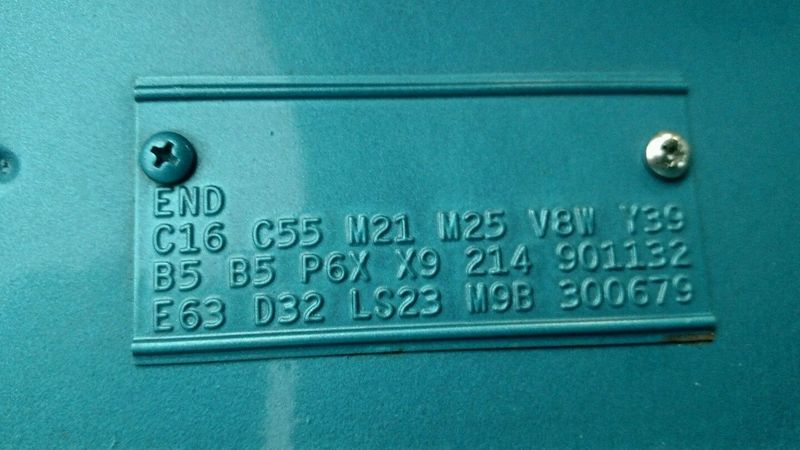 END
C16 C55 M21 M25 V8W Y39
B5 B5 P6X X9 214 901132
E63 D32 LS23 M9B 300679